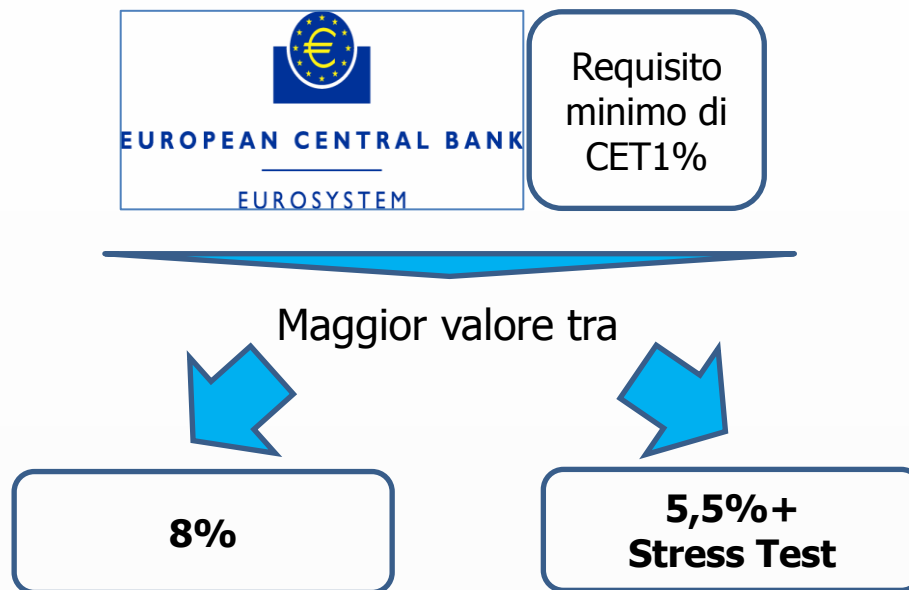 €
EUROPEAN CENTRAL BANK
EUROSYSTEM
Requisito
minimo di
CET1%
Maggior valore tra
8%
5,5%+
Stress Test